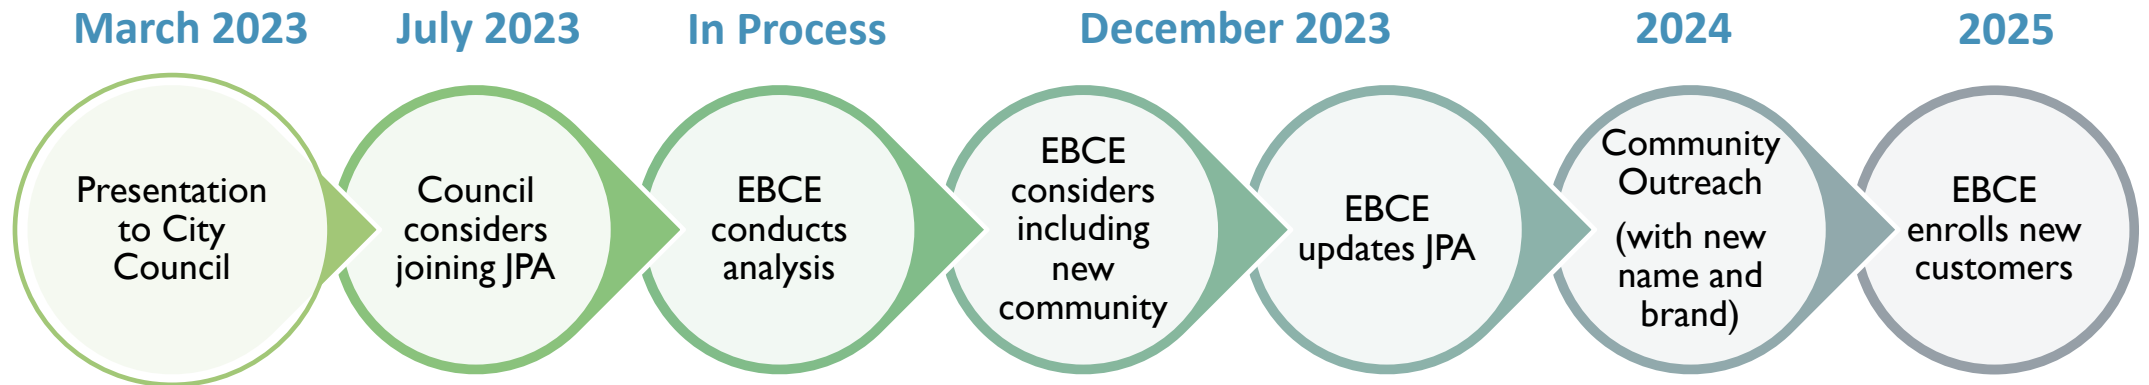 March 2023
July 2023
In Process
December 2023
2024
2025
Presentation
to City
Council
Council
considers
joining JPA
EBCE
conducts
analysis
EBCE
considers
including
new
community
EBCE
updates JPA
Community
Outreach
(with new
name and
brand)
EBCE
enrolls new
customers